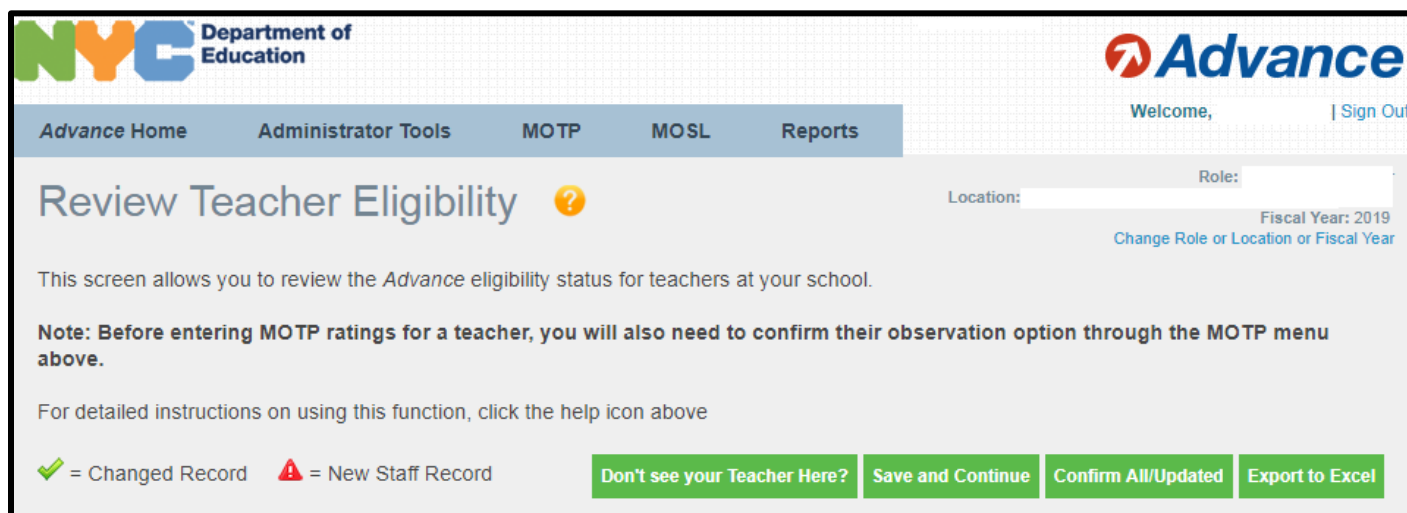 NYC Department of
Education
Advance
Welcome, | Sign Out
Advance Home Administrator Tools MOTP MOSL Reports
Review Teacher Eligibility ?
Role:
Location:
Fiscal Year: 2019
Change Role or Location or Fiscal Year
This screen allows you to review the Advance eligibility status for teachers at your school.
Note: Before entering MOTP ratings for a teacher, you will also need to confirm their observation option through the MOTP menu
above.
For detailed instructions on using this function, click the help icon above
= Changed Record = New Staff Record
Don't see your Teacher Here? Save and Continue Confirm All/Updated Export to Excel